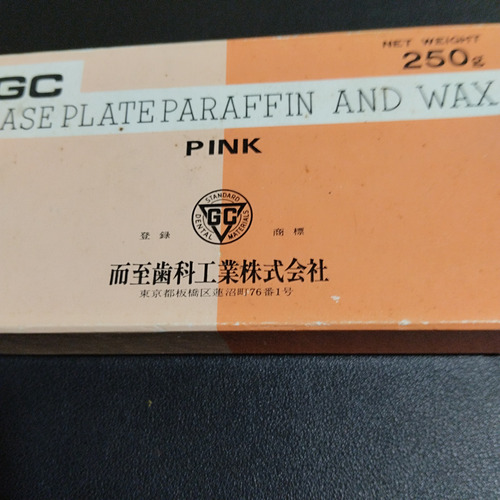 NET WEIGHT
250g
GC
ASE PLATE PARAFFIN AND WAX
PINK
STANDARD
GC
DENTAL MATERIALS
登録 商標
而至歯科工業株式会社
東京都板橋区蓮沼町76番1号